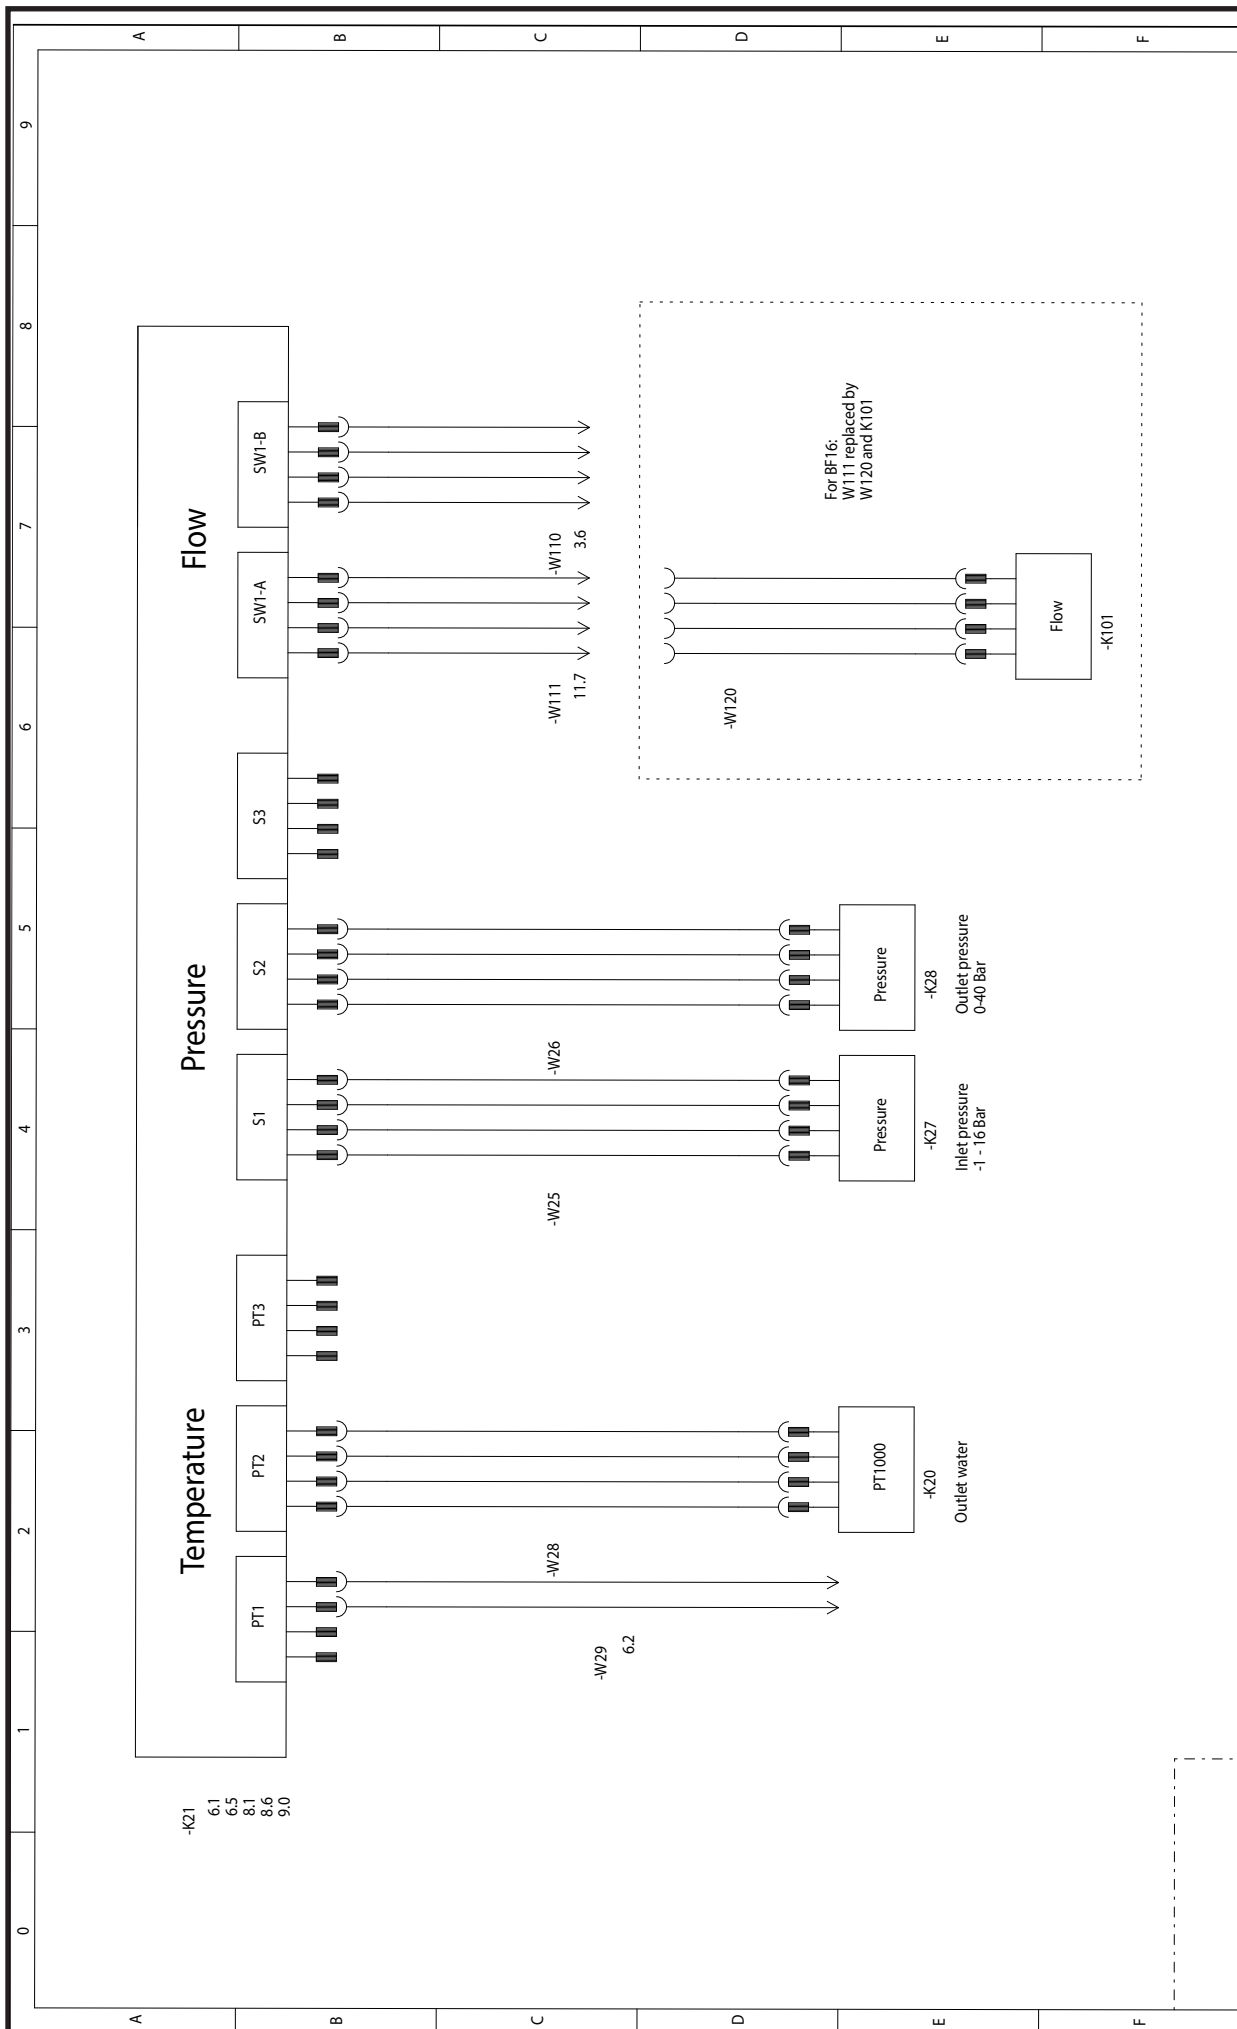 0
1
2
3
4
5
6
7
8
9
A
A
B
B
C
C
D
D
E
E
F
F
-K21
6.1
6.5
8.1
8.6
9.0
Temperature
Pressure
Flow
PT1
PT2
PT3
S1
S2
S3
SW1-A
SW1-B
-W29
6.2
-W28
-W25
-W26
-W111
11.7
-W110
3.6
PT1000
-K20
Outlet water
Pressure
-K27
Inlet pressure
-1 - 16 Bar
Pressure
-K28
Outlet pressure
0-40 Bar
-W120
For BF16:
W111 replaced by
W120 and K101
Flow
-K101